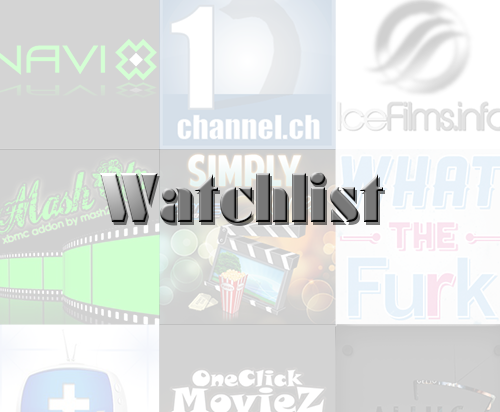 NAVI X
1
channel.ch
IceFilms.info
Mash
xbmc addon by mash
SIMPLY
WHAT
THE
Furk
Watchlist
OneClick
MovieZ